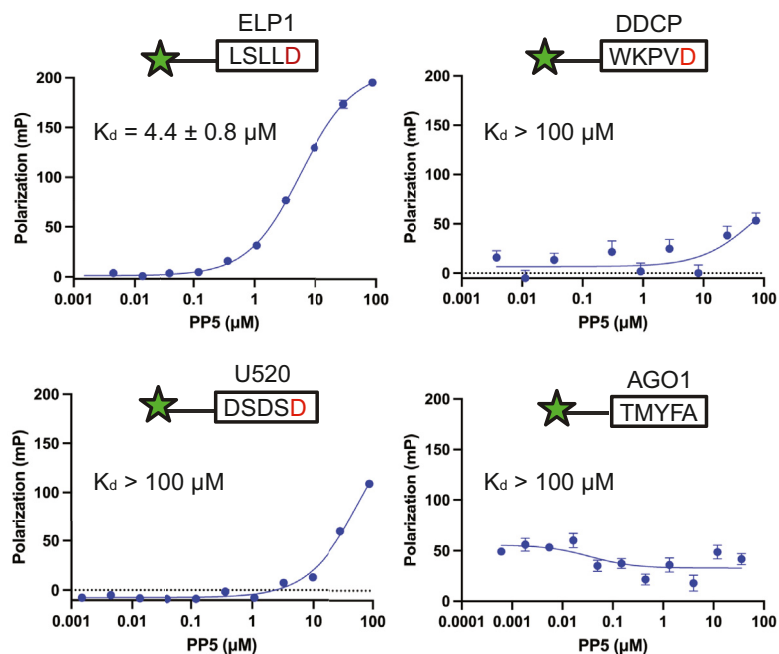 ELP1
LSLLD
Polarization (mP)
200
150
100
50
0
Kd = 4.4 ± 0.8 µM
0.001 0.01 0.1 1 10 100
PP5 (µM)
DDCP
WKPVD
Polarization (mP)
200
150
100
50
0
Kd > 100 µM
0.001 0.01 0.1 1 10 100
PP5 (µM)
U520
DSDSD
Polarization (mP)
200
150
100
50
0
Kd > 100 µM
0.001 0.01 0.1 1 10 100
PP5 (µM)
AGO1
TMYFA
Polarization (mP)
200
150
100
50
0
Kd > 100 µM
0.0001 0.001 0.01 0.1 1 10 100
PP5 (µM)